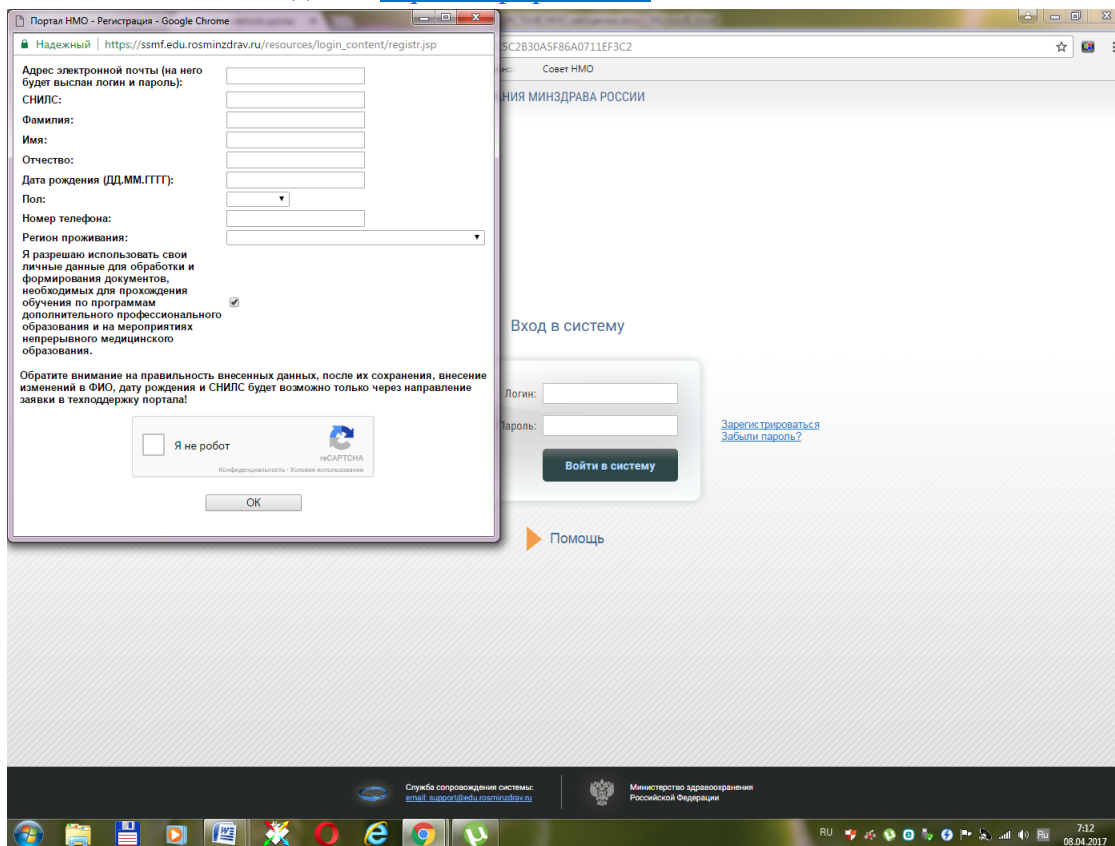 Портал НМО - Регистрация - Google Chrome
Надежный | https://ssmf.edu.rosminzdrav.ru/resources/login_content/registr.jsp
Адрес электронной почты (на него
будет выслан логин и пароль):
СНИЛС:
Фамилия:
Имя:
Отчество:
Дата рождения (ДД.ММ.ГГГГ):
Пол:
Номер телефона:
Регион проживания:
Я разрешаю использовать свои
личные данные для обработки и
формирования документов,
необходимых для прохождения
обучения по программам
дополнительного профессионального
образования и на мероприятиях
непрерывного медицинского
образования.
Обратите внимание на правильность внесенных данных, после их сохранения, внесение
изменений в ФИО, дату рождения и СНИЛС будет возможно только через направление
заявки в техподдержку портала!
Я не робот
reCAPTCHA
Конфиденциальность - Условия использования
OK
5C2B30A5F86A0711EF3C2
Совет НМО
НИЯ МИНЗДРАВА РОССИИ
Вход в систему
Логин:
Пароль:
Зарегистрироваться
Забыли пароль?
Войти в систему
Помощь
Служба сопровождения системы:
email: support@edu.rosminzdrav.ru
Министерство здравоохранения
Российской Федерации
RU
Ru
7:12
08.04.2017